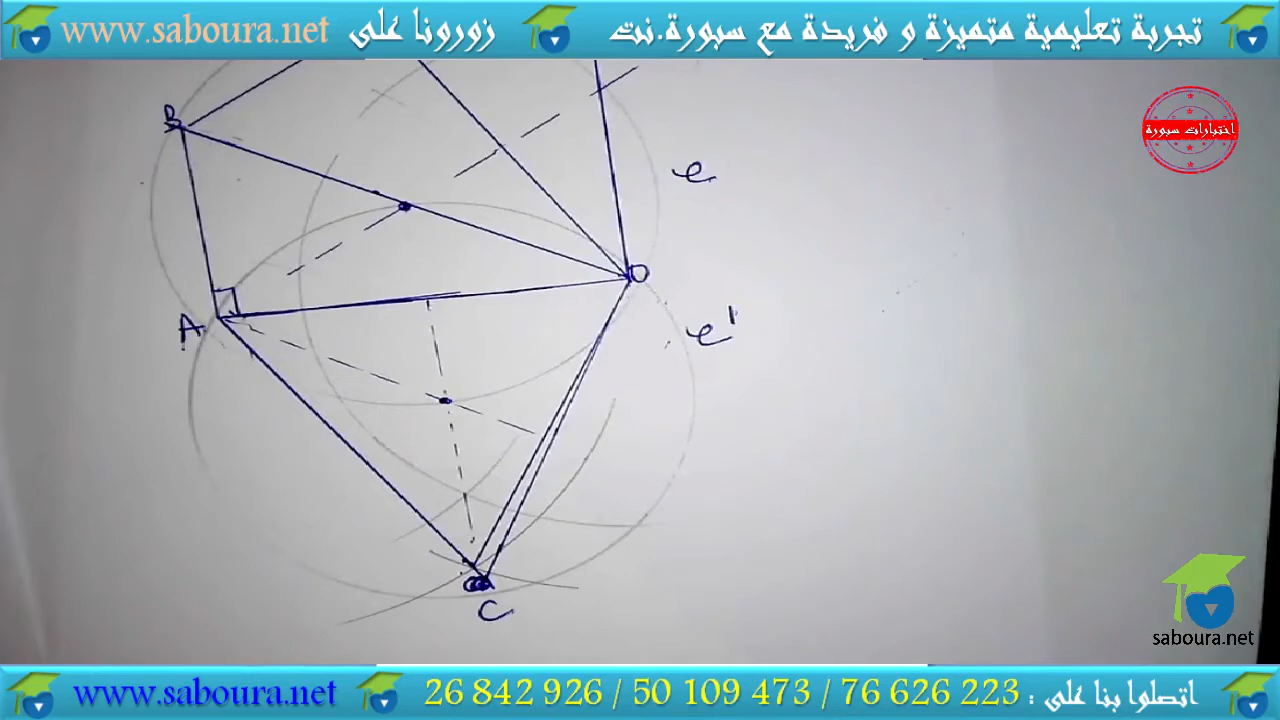 www.saboura.net زورونا على تجربة تعليمية متميزة و فريدة مع سبورة.نت
اختبارات سبورة
B
e
O
A
e'
C
saboura.net
www.saboura.net 26 842 926 / 50 109 473 / 76 626 223 : اتصلوا بنا على